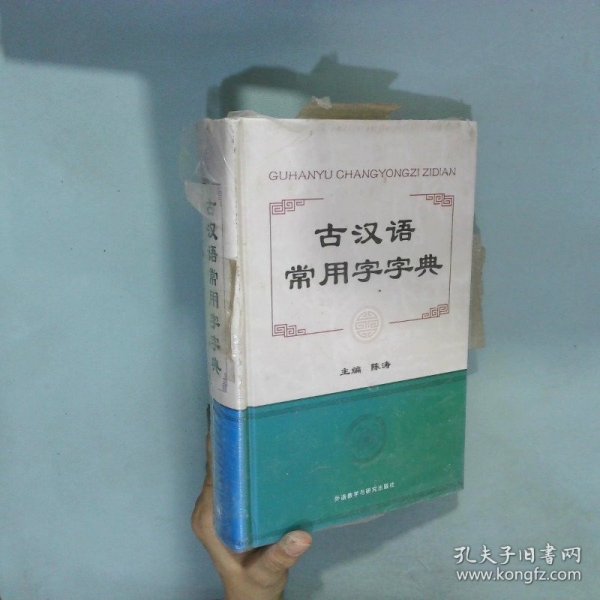 GUHANYU CHANGYONGZI ZIDIAN
古汉语
常用字字典
主编 陈涛
外语教学与研究出版社
古汉语常用字字典
孔夫子旧书网
www.kongfz.com